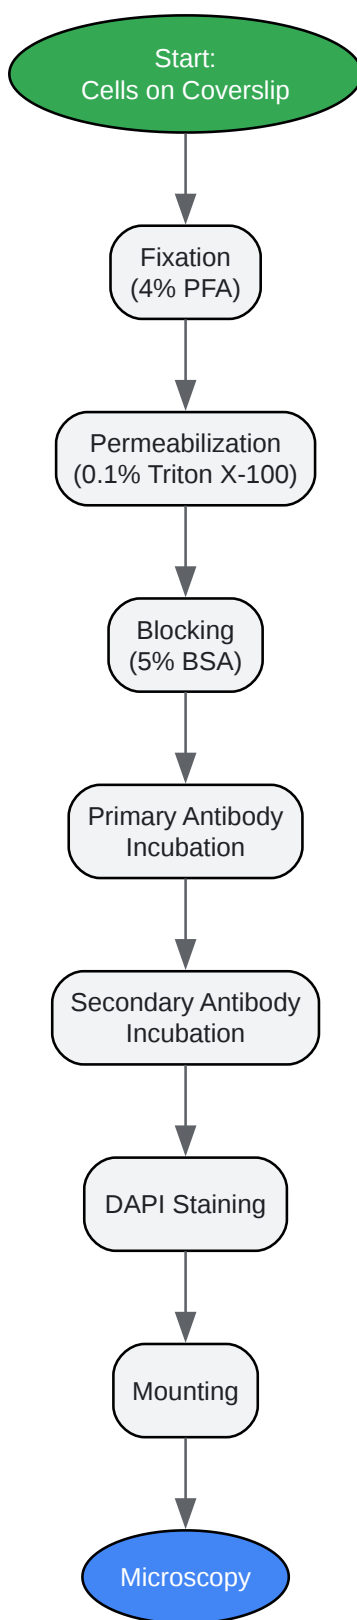 Start:
Cells on Coverslip
Fixation
(4% PFA)
Permeabilization
(0.1% Triton X-100)
Blocking
(5% BSA)
Primary Antibody
Incubation
Secondary Antibody
Incubation
DAPI Staining
Mounting
Microscopy